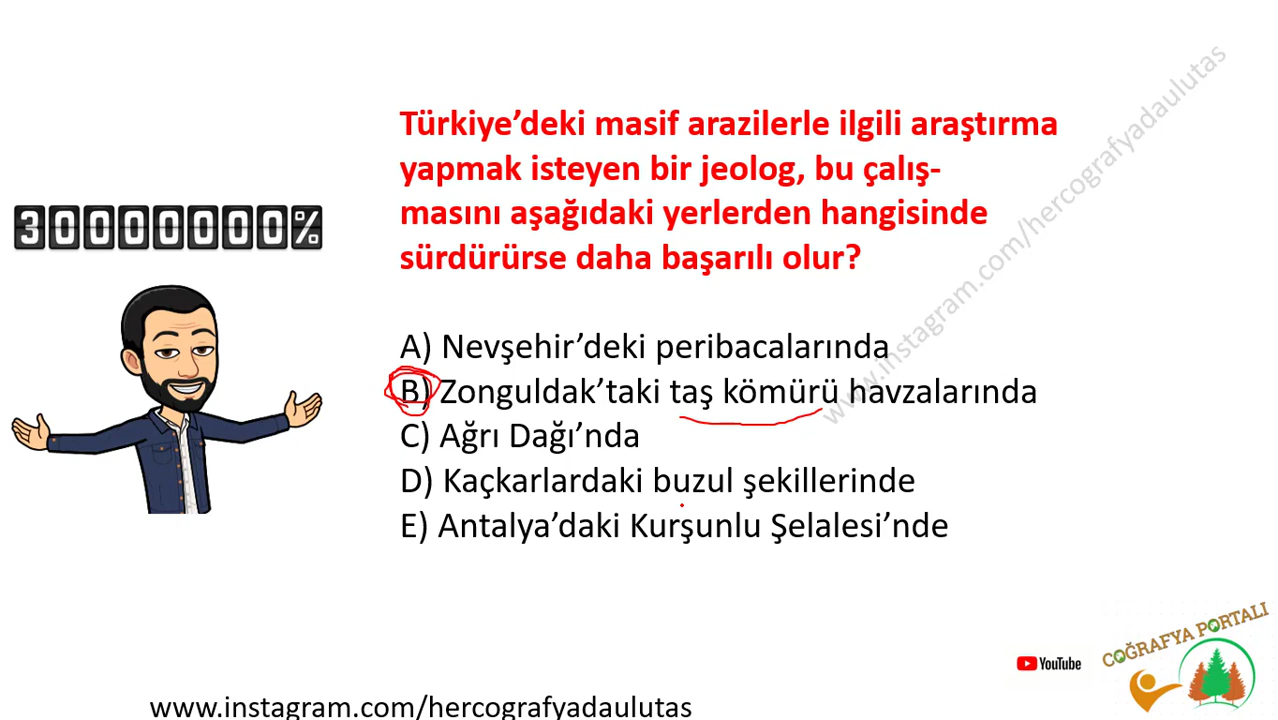 Türkiye’deki masif arazilerle ilgili araştırma
yapmak isteyen bir jeolog, bu çalış-
masını aşağıdaki yerlerden hangisinde
sürdürürse daha başarılı olur?
30000000%
A) Nevşehir’deki peribacalarında
B) Zonguldak’taki taş kömürü havzalarında
C) Ağrı Dağı’nda
D) Kaçkarlardaki buzul şekillerinde
E) Antalya’daki Kurşunlu Şelalesi’nde
www.instagram.com/hercografyadaulutas
YouTube
COĞRAFYA PORTALI
www.instagram.com/hercografyadaulutas